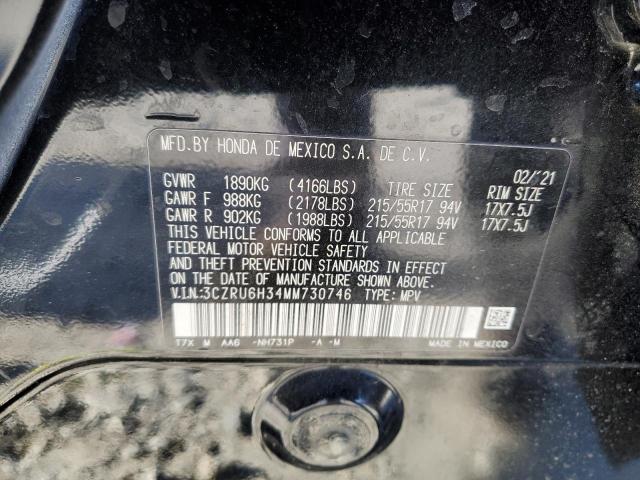 MFD.BY HONDA DE MEXICO S.A. DE C.V.
02/21
GVWR 1890KG (4166LBS) TIRE SIZE RIM SIZE
GAWR F 988KG (2178LBS) 215/55R17 94V 17X7.5J
GAWR R 902KG (1988LBS) 215/55R17 94V 17X7.5J
THIS VEHICLE CONFORMS TO ALL APPLICABLE
FEDERAL MOTOR VEHICLE SAFETY
AND THEFT PREVENTION STANDARDS IN EFFECT
ON THE DATE OF MANUFACTURE SHOWN ABOVE.
V.I.N:3CZRU6H34MM730746 TYPE: MPV
T7X M AA6 -NH731P -A -M MADE IN MEXICO